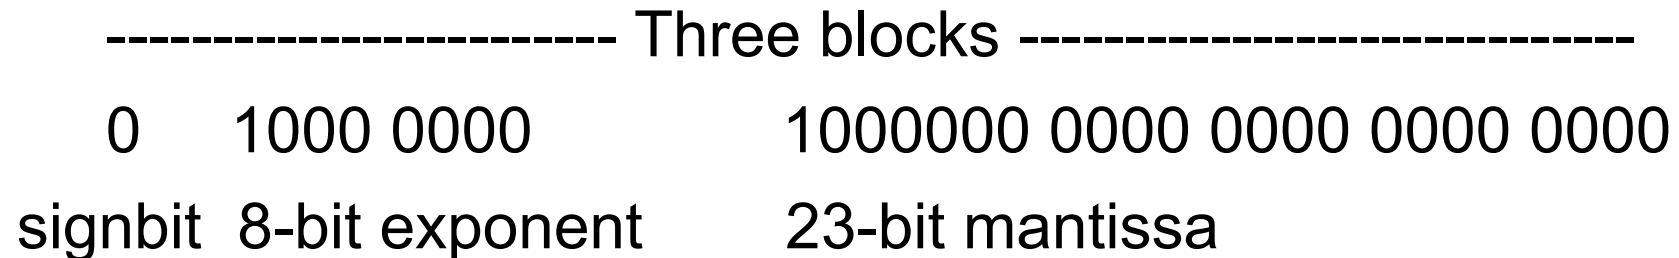 ------------------------ Three blocks -----------------------------
0 1000 0000 1000000 0000 0000 0000 0000
signbit 8-bit exponent 23-bit mantissa